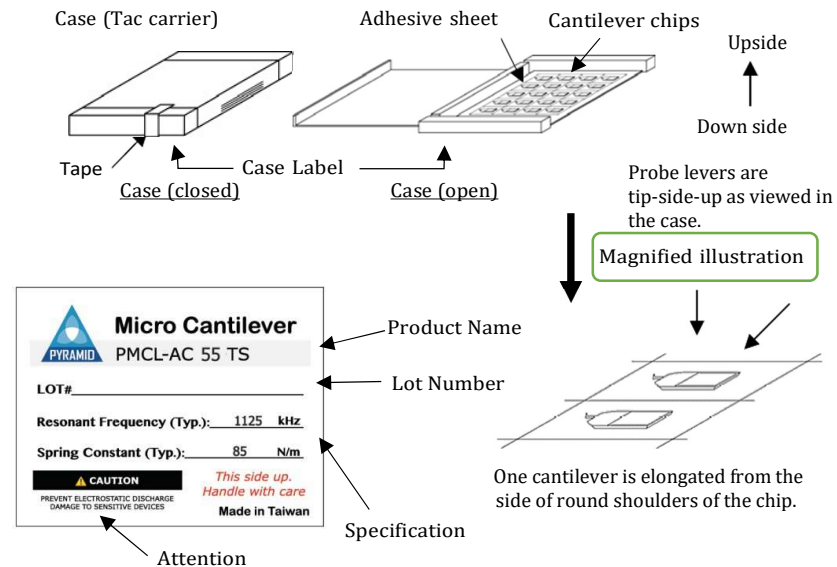 Case (Tac carrier)
Adhesive sheet
Cantilever chips
Upside
Down side
Tape
Case Label
Case (closed)
Case (open)
Probe levers are
tip-side-up as viewed in
the case.
Magnified illustration
PYRAMID
Micro Cantilever
PMCL-AC 55 TS
Product Name
LOT#
Lot Number
Resonant Frequency (Typ.): 1125 kHz
Spring Constant (Typ.): 85 N/m
CAUTION
PREVENT ELECTROSTATIC DISCHARGE
DAMAGE TO SENSITIVE DEVICES
This side up.
Handle with care
Made in Taiwan
Specification
Attention
One cantilever is elongated from the
side of round shoulders of the chip.